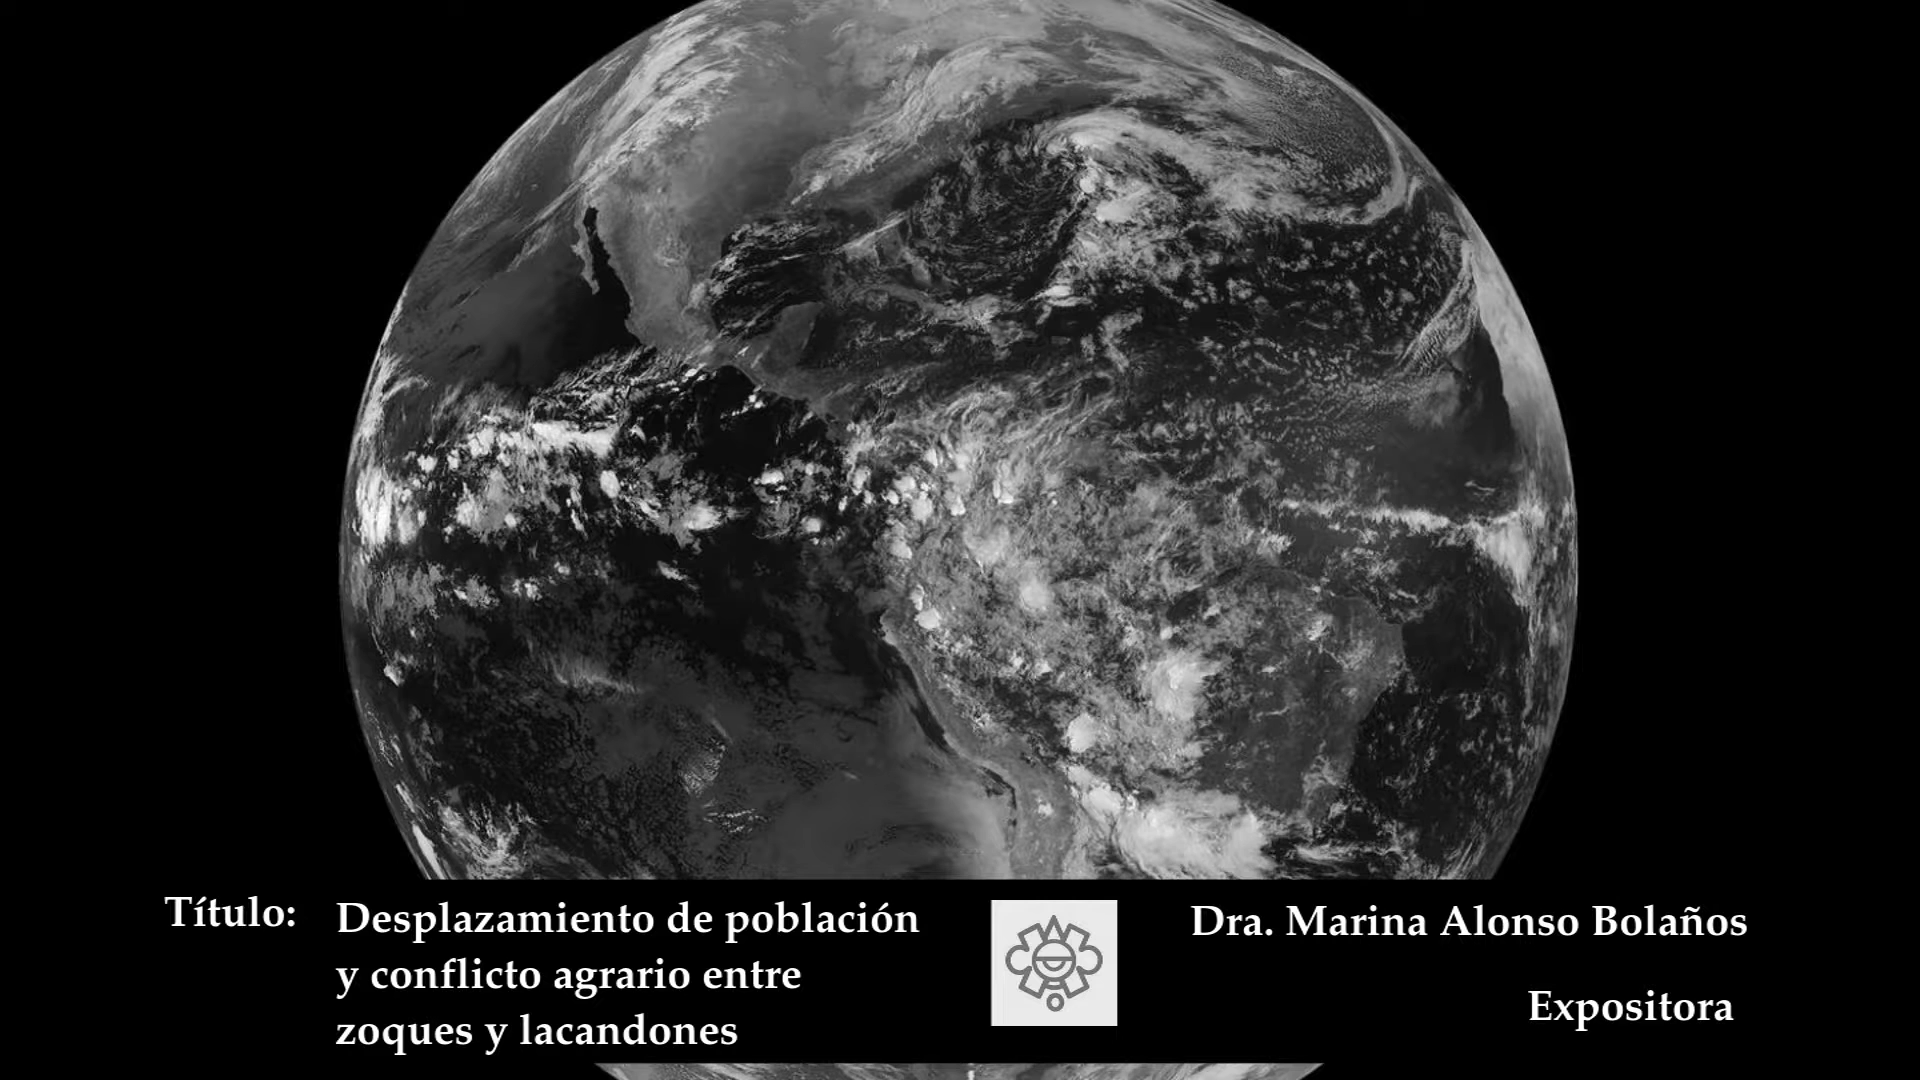 Título:
Desplazamiento de población
y conflicto agrario entre
zoques y lacandones
Dra. Marina Alonso Bolaños
Expositora